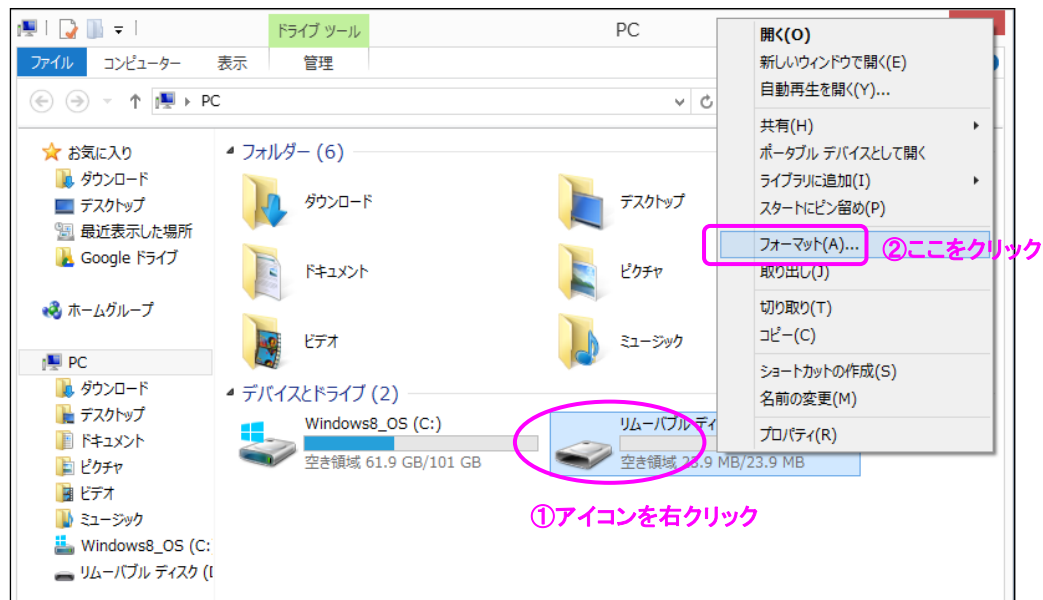 ドライブ ツール
PC
ファイル
コンピューター
表示
管理
PC
お気に入り
ダウンロード
デスクトップ
最近表示した場所
Google ドライブ
ホームグループ
PC
ダウンロード
デスクトップ
ドキュメント
ピクチャ
ビデオ
ミュージック
Windows8_OS (C:
リムーバブル ディスク (
フォルダー (6)
ダウンロード
デスクトップ
ドキュメント
ピクチャ
ビデオ
ミュージック
デバイスとドライブ (2)
Windows8_OS (C:)
空き領域 61.9 GB/101 GB
リムーバブル ディ
空き領域 23.9 MB/23.9 MB
①アイコンを右クリック
開く(O)
新しいウィンドウで開く(E)
自動再生を開く(Y)...
共有(H)
ポータブル デバイスとして開く
ライブラリに追加(I)
スタートにピン留め(P)
フォーマット(A)...
②ここをクリック
取り出し(J)
切り取り(T)
コピー(C)
ショートカットの作成(S)
名前の変更(M)
プロパティ(R)